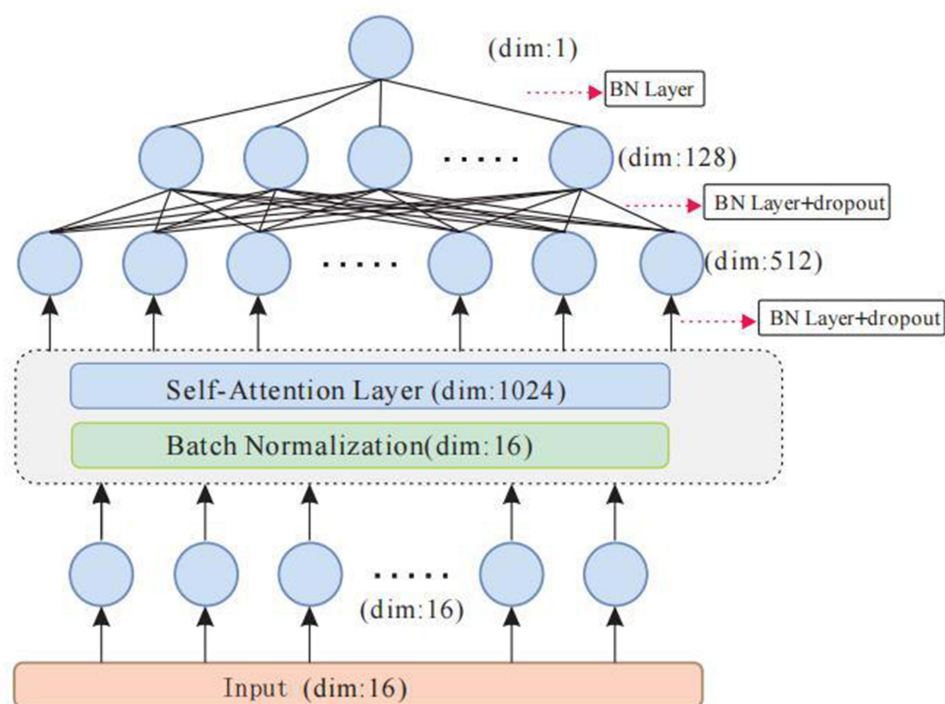 (dim:1)
BN Layer
(dim:128)
BN Layer+dropout
(dim:512)
BN Layer+dropout
Self-Attention Layer (dim:1024)
Batch Normalization(dim:16)
(dim:16)
Input (dim:16)